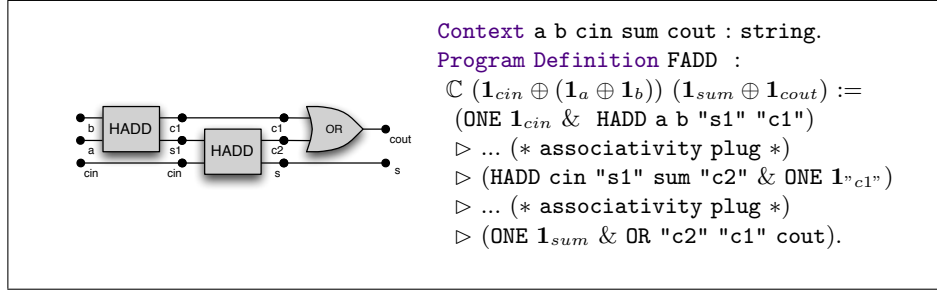 b
a
cin
HADD
c1
s1
cin
HADD
c1
c2
s
OR
cout
s
Context a b cin sum cout : string.
Program Definition FADD :
ℂ (𝟏cin ⊕ (𝟏a ⊕ 𝟏b)) (𝟏sum ⊕ 𝟏cout) :=
(ONE 𝟏cin & HADD a b "s1" "c1")
▷ ... (* associativity plug *)
▷ (HADD cin "s1" sum "c2" & ONE 𝟏"c1")
▷ ... (* associativity plug *)
▷ (ONE 𝟏sum & OR "c2" "c1" cout).